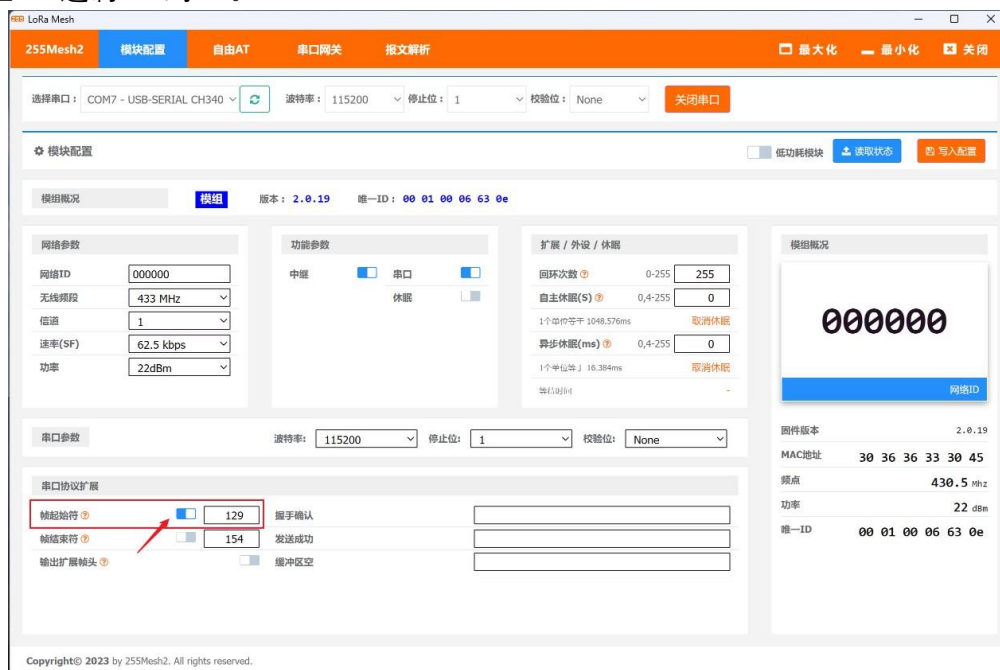 LoRa Mesh
255Mesh2 模块配置 自由AT 串口网关 报文解析 最大化 最小化 关闭
选择串口： COM7 - USB-SERIAL CH340 波特率： 115200 停止位： 1 校验位： None 关闭串口
模块配置 低功耗模块 读取状态 写入配置
模组概况 模组 版本： 2.0.19 唯一ID： 00 01 00 06 63 0e
网络参数
网络ID 000000
无线频段 433 MHz
信道 1
速率(SF) 62.5 kbps
功率 22dBm
功能参数
中继 串口
休眠
扩展 / 外设 / 休眠
回环次数 0-255 255
自主休眠(S) 0,4-255 0
1个单位等于 1048.576ms 取消休眠
异步休眠(ms) 0,4-255 0
1个单位等于 16.384ms 取消休眠
等待时间 -
模组概况
000000
网络ID
固件版本 2.0.19
MAC地址 30 36 36 33 30 45
频点 430.5 Mhz
功率 22 dBm
唯一ID 00 01 00 06 63 0e
串口参数 波特率: 115200 停止位: 1 校验位: None
串口协议扩展
帧起始符 129 握手确认
帧结束符 154 发送成功
输出扩展帧头 缓冲区空
Copyright© 2023 by 255Mesh2. All rights reserved.